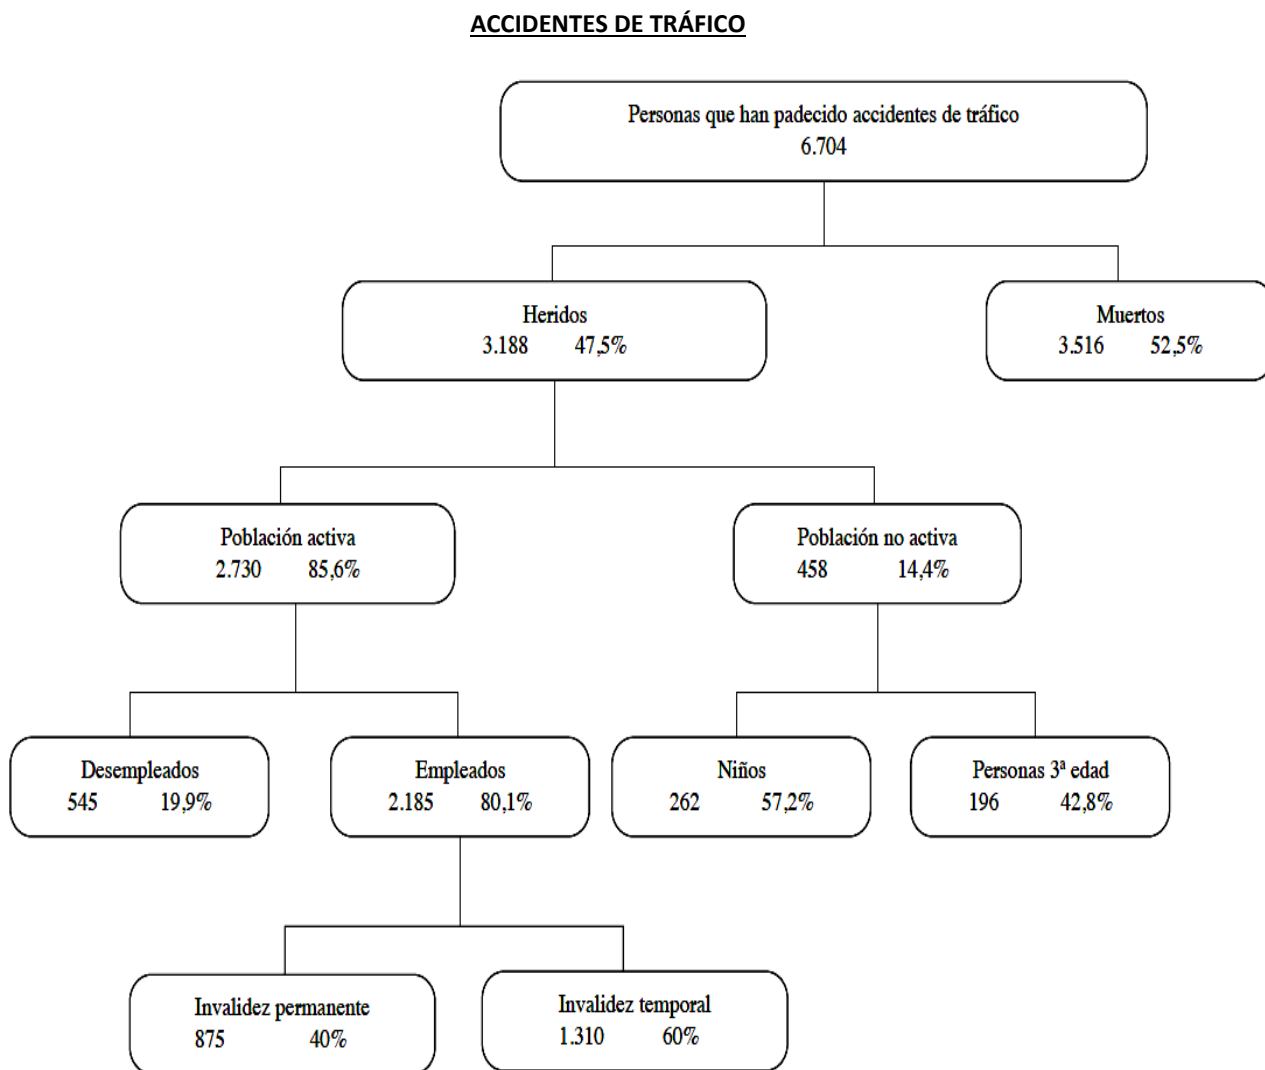 ACCIDENTES DE TRÁFICO
Personas que han padecido accidentes de tráfico
6.704
Heridos
3.188 47,5%
Muertos
3.516 52,5%
Población activa
2.730 85,6%
Población no activa
458 14,4%
Desempleados
545 19,9%
Empleados
2.185 80,1%
Niños
262 57,2%
Personas 3ª edad
196 42,8%
Invalidez permanente
875 40%
Invalidez temporal
1.310 60%